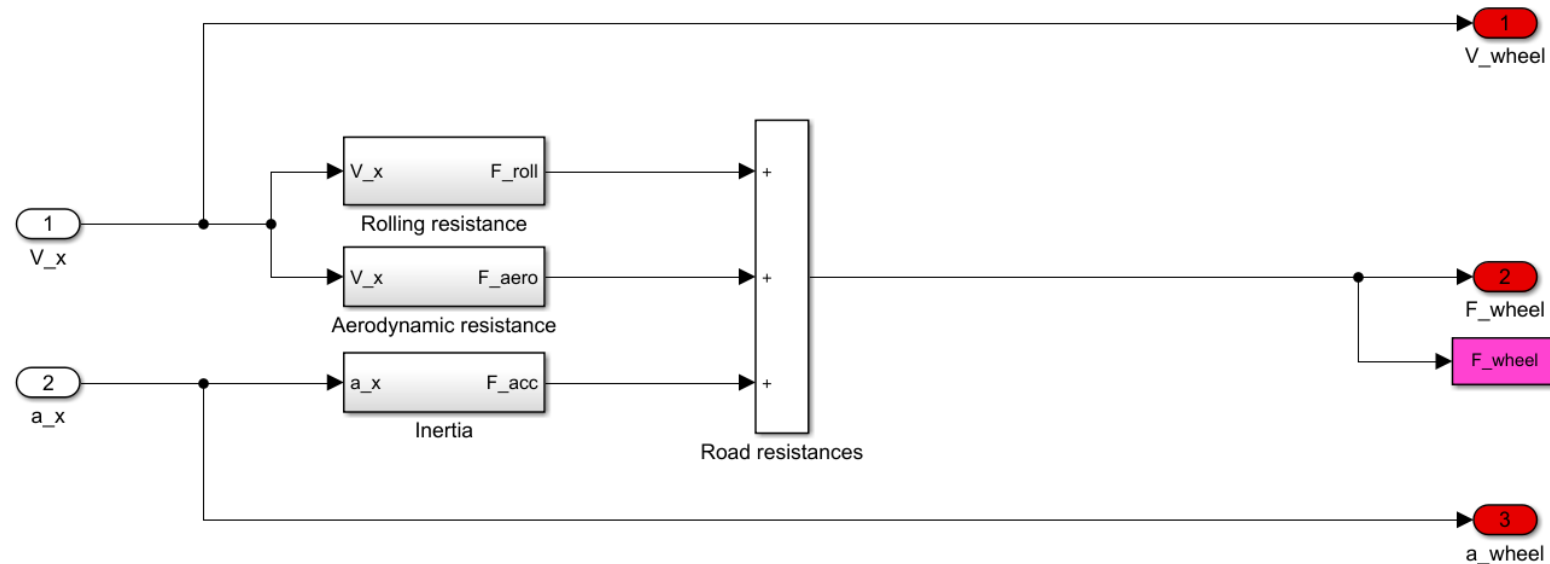 1
V_wheel
V_x F_roll +
Rolling resistance
1
V_x
V_x F_aero +
Aerodynamic resistance
2
F_wheel
F_wheel
2
a_x
a_x F_acc +
Inertia
Road resistances
3
a_wheel